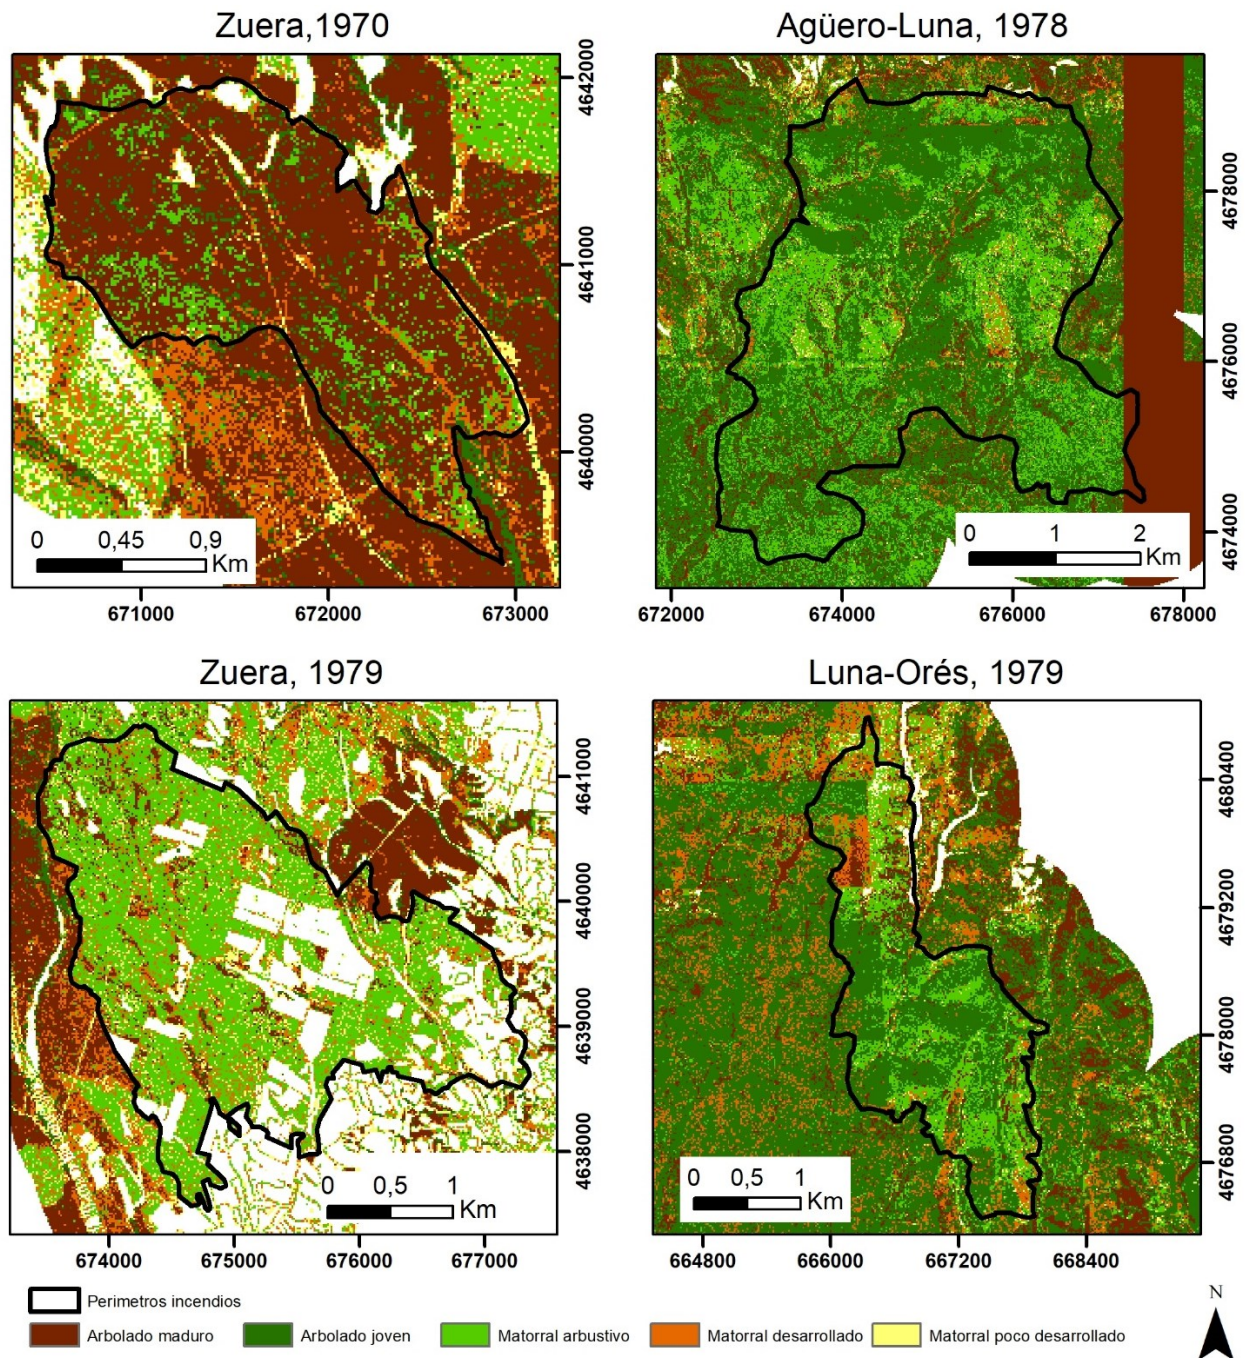 Zuera,1970
Agüero-Luna, 1978
4642000
4641000
4640000
0 0,45 0,9
Km
671000 672000 673000
4678000
4676000
4674000
0 1 2
Km
672000 674000 676000 678000
Zuera, 1979
Luna-Orés, 1979
4641000
4640000
4639000
4638000
0 0,5 1
Km
674000 675000 676000 677000
4680400
4679200
4678000
4676800
0 0,5 1
Km
664800 666000 667200 668400
Perimetros incendios
Arbolado maduro
Arbolado joven
Matorral arbustivo
Matorral desarrollado
Matorral poco desarrollado
N